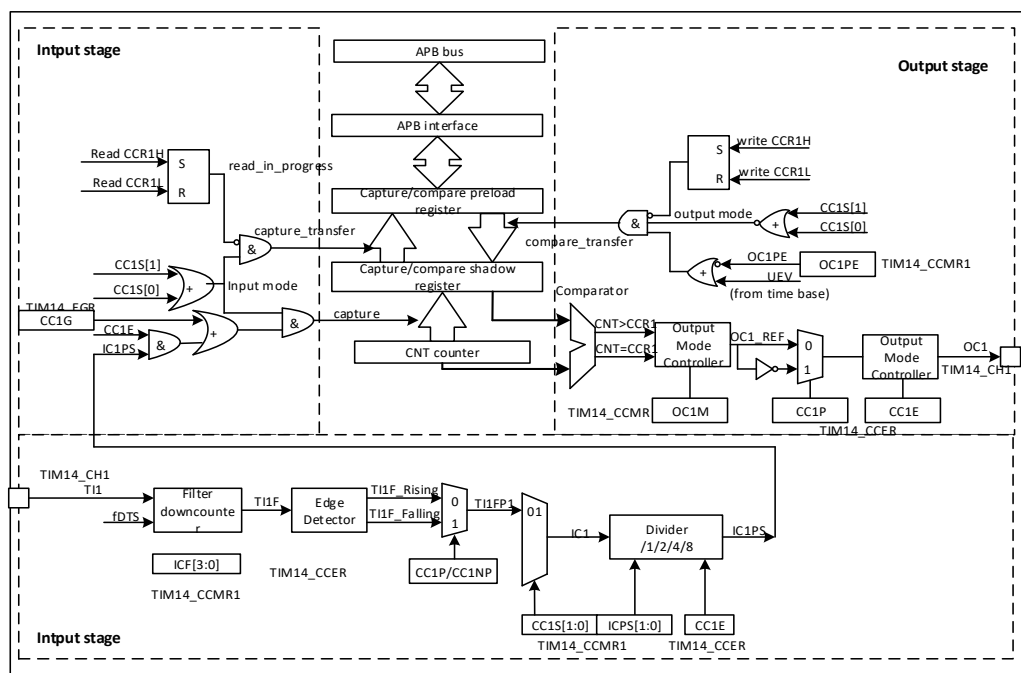 Intput stage
APB bus
Output stage
APB interface
Read CCR1H
S
read_in_progress
Read CCR1L
R
write CCR1H
S
write CCR1L
R
Capture/compare preload
register
capture_transfer
&
&
output mode
+
CC1S[1]
CC1S[0]
compare_transfer
CC1S[1]
+
Input mode
CC1S[0]
Capture/compare shadow
register
OC1PE
OC1PE
TIM14_CCMR1
+
UEV
(from time base)
TIM14_EGR
CC1G
CC1E
&
IC1PS
+
&
capture
CNT counter
Comparator
CNT>CCR1
CNT=CCR1
Output
Mode
Controller
OC1_REF
0
1
Output
Mode
Controller
OC1
TIM14_CH1
TIM14_CCMR
OC1M
CC1P
CC1E
TIM14_CCER
TIM14_CH1
TI1
fDTS
Filter
downcounte
r
TI1F
Edge
Detector
TI1F_Rising
TI1F_Falling
0
1
TI1FP1
01
IC1
Divider
/1/2/4/8
IC1PS
ICF[3:0]
TIM14_CCMR1
TIM14_CCER
CC1P/CC1NP
CC1S[1:0]
ICPS[1:0]
CC1E
TIM14_CCMR1
TIM14_CCER
Intput stage